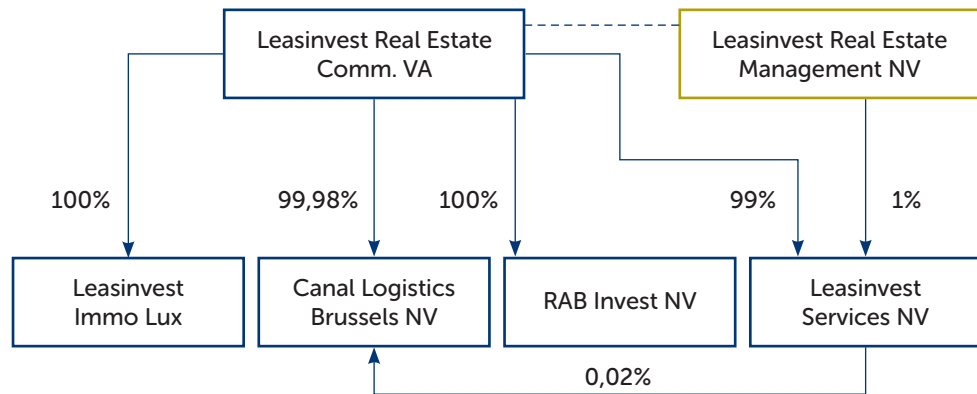 Leasinvest Real Estate
Comm. VA
Leasinvest Real Estate
Management NV
100%
99,98%
100%
99%
1%
Leasinvest
Immo Lux
Canal Logistics
Brussels NV
RAB Invest NV
Leasinvest
Services NV
0,02%